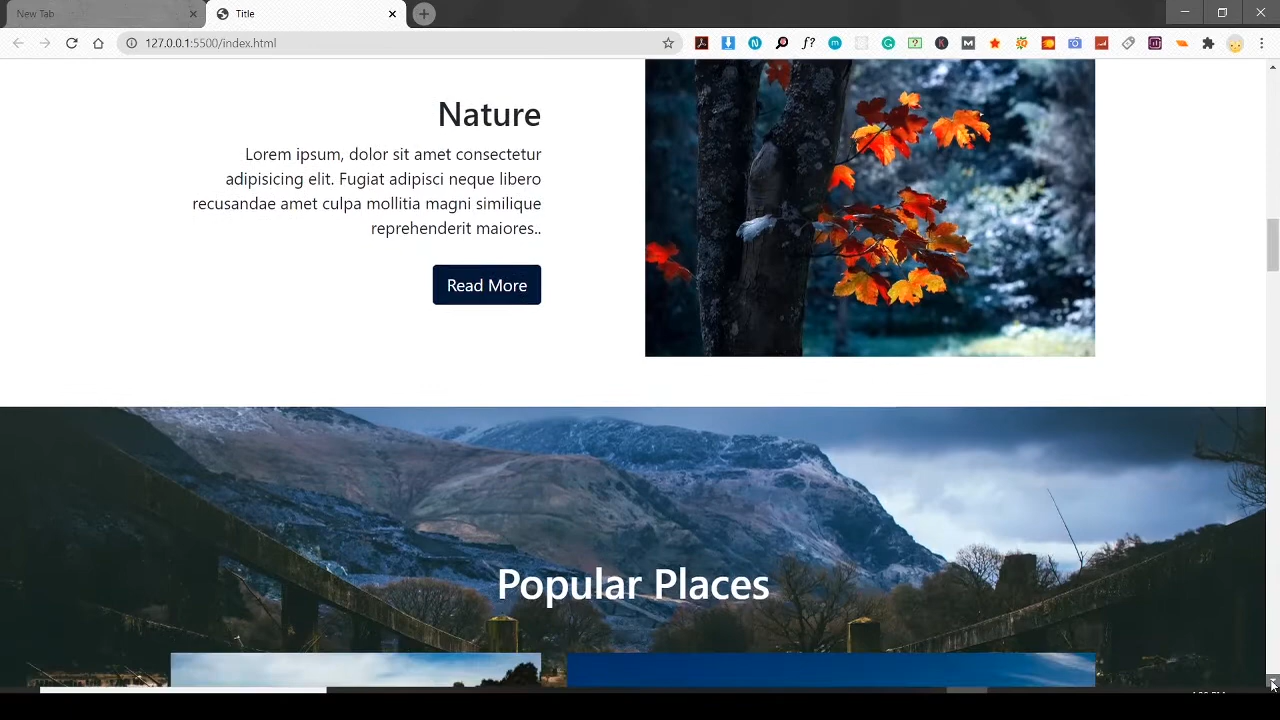 New Tab
Title
127.0.0.1:5500/index.html
f?
Nature
Lorem ipsum, dolor sit amet consectetur
adipisicing elit. Fugiat adipisci neque libero
recusandae amet culpa mollitia magni similique
reprehenderit maiores..
Read More
Popular Places